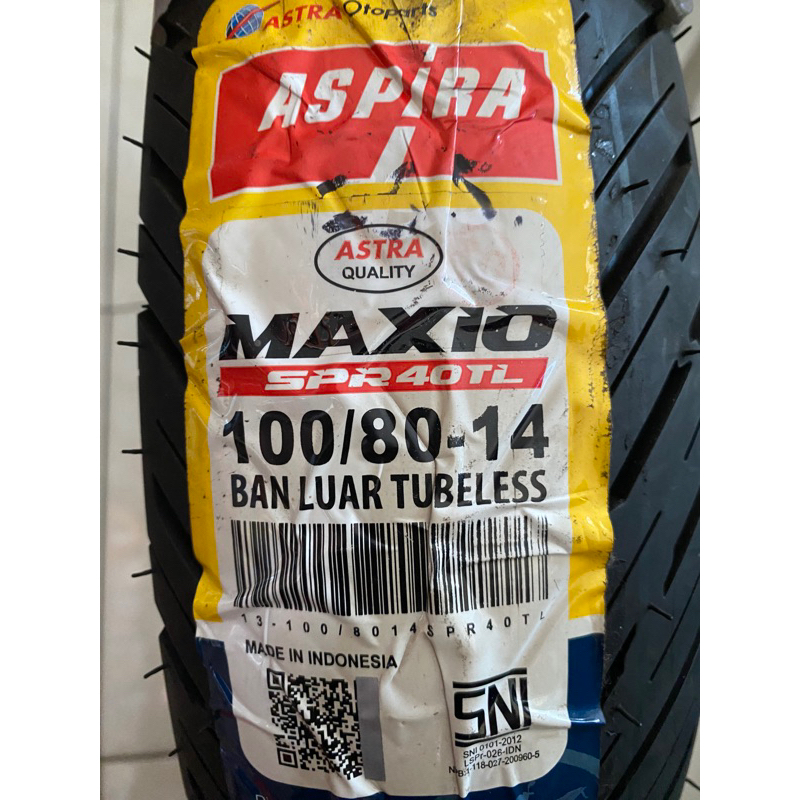 ASTRA Otoparts
ASPIRA
ASTRA
QUALITY
MAXIO
SPR40TL
100/80-14
BAN LUAR TUBELESS
13-100/8014SPR40TL
MADE IN INDONESIA
SNI
SNI 0101-2012
LSPr-026-IDN